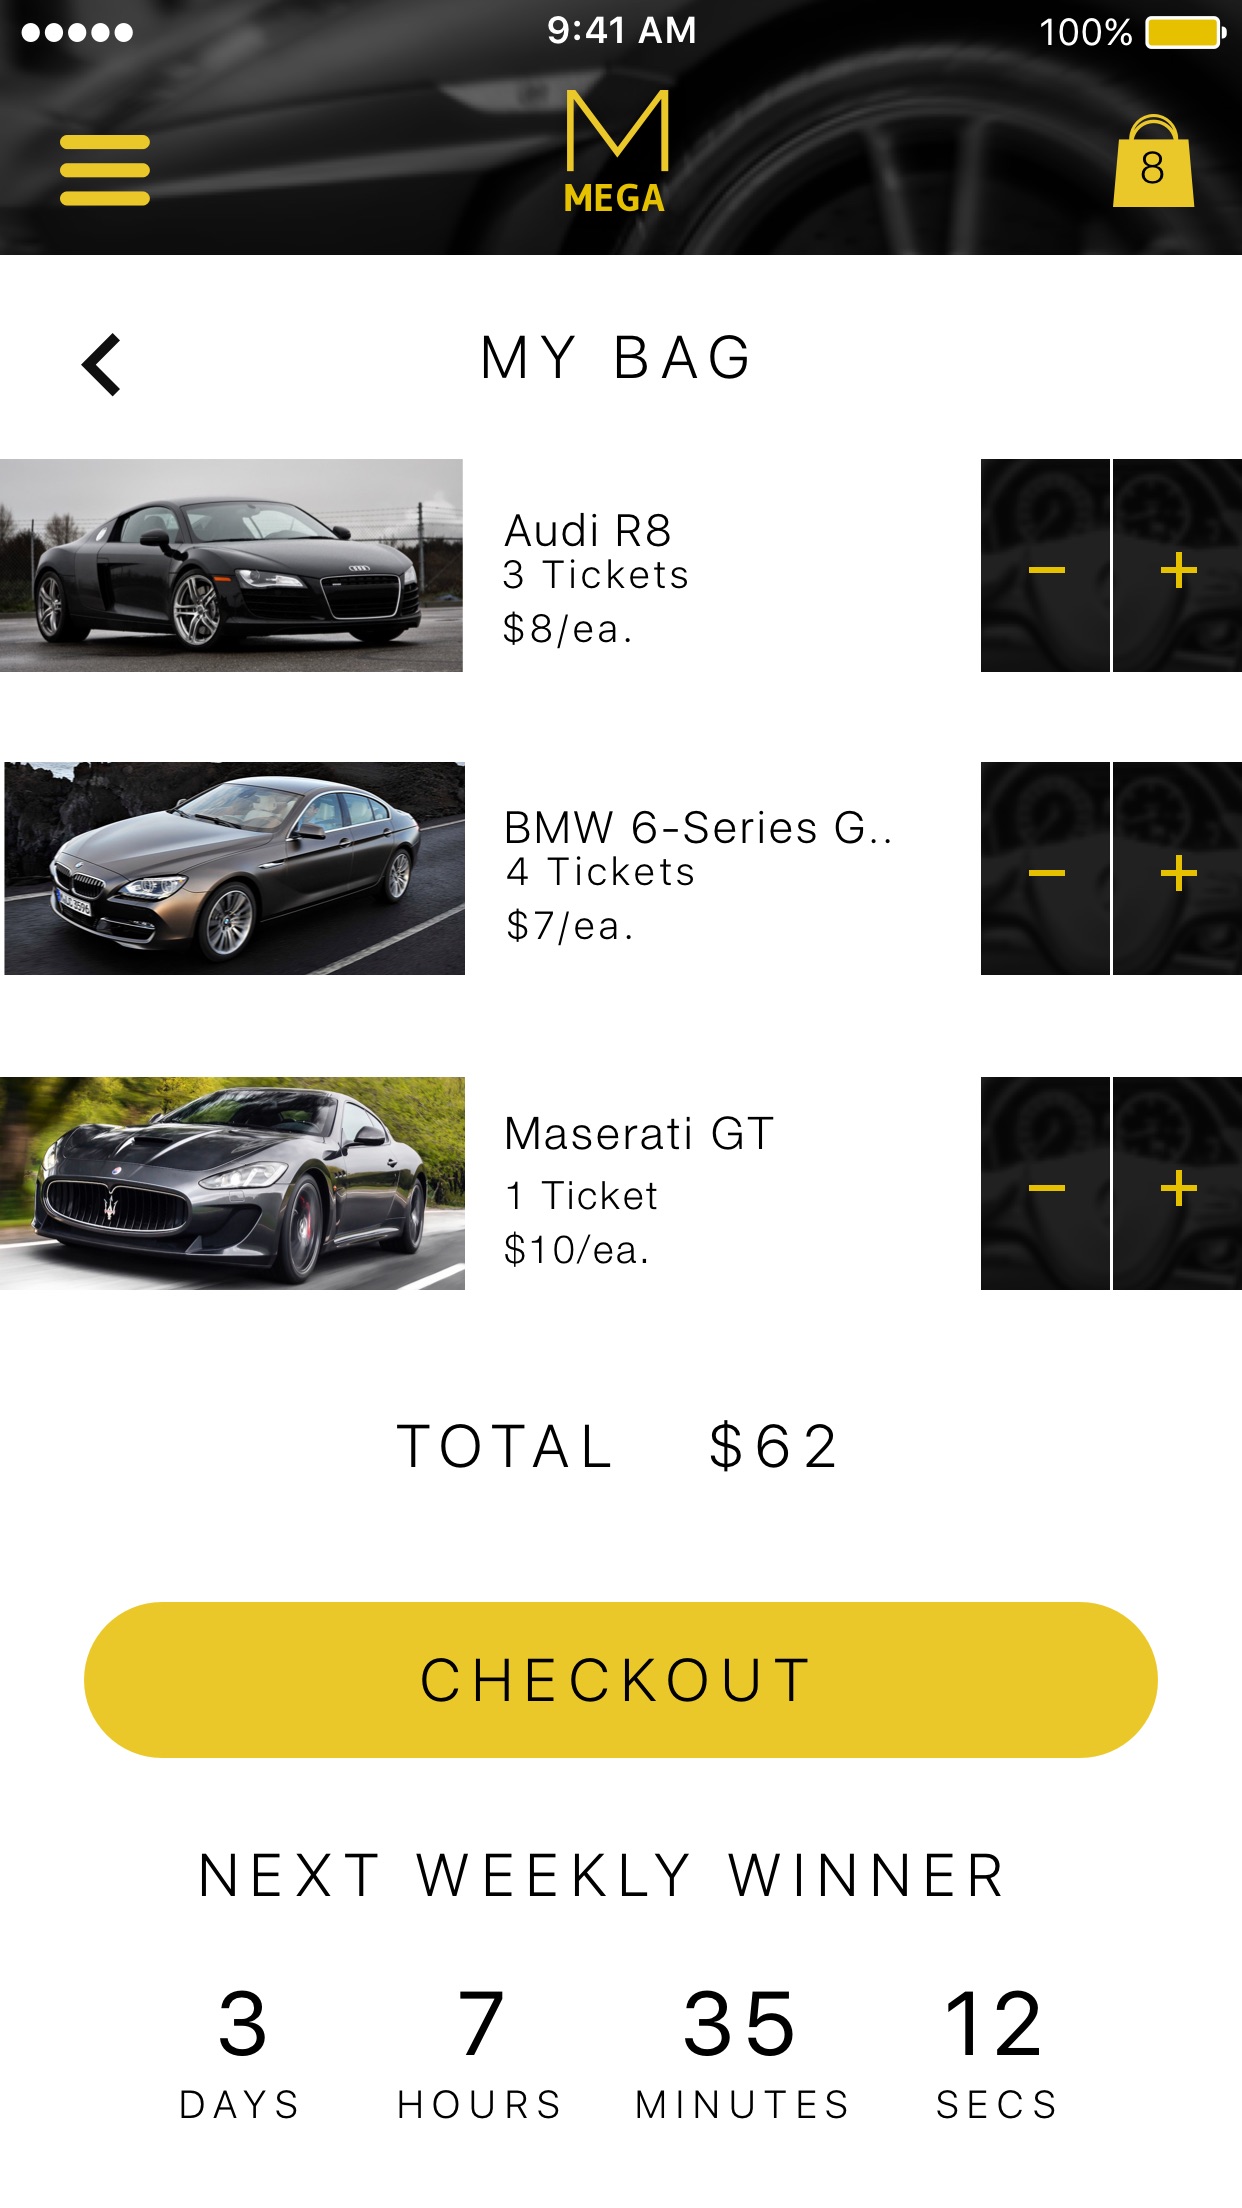 9:41 AM
100%
M
MEGA
8
MY BAG
Audi R8
3 Tickets
$8/ea.
BMW 6-Series G..
4 Tickets
$7/ea.
Maserati GT
1 Ticket
$10/ea.
TOTAL $62
CHECKOUT
NEXT WEEKLY WINNER
3 7 35 12
DAYS HOURS MINUTES SECS